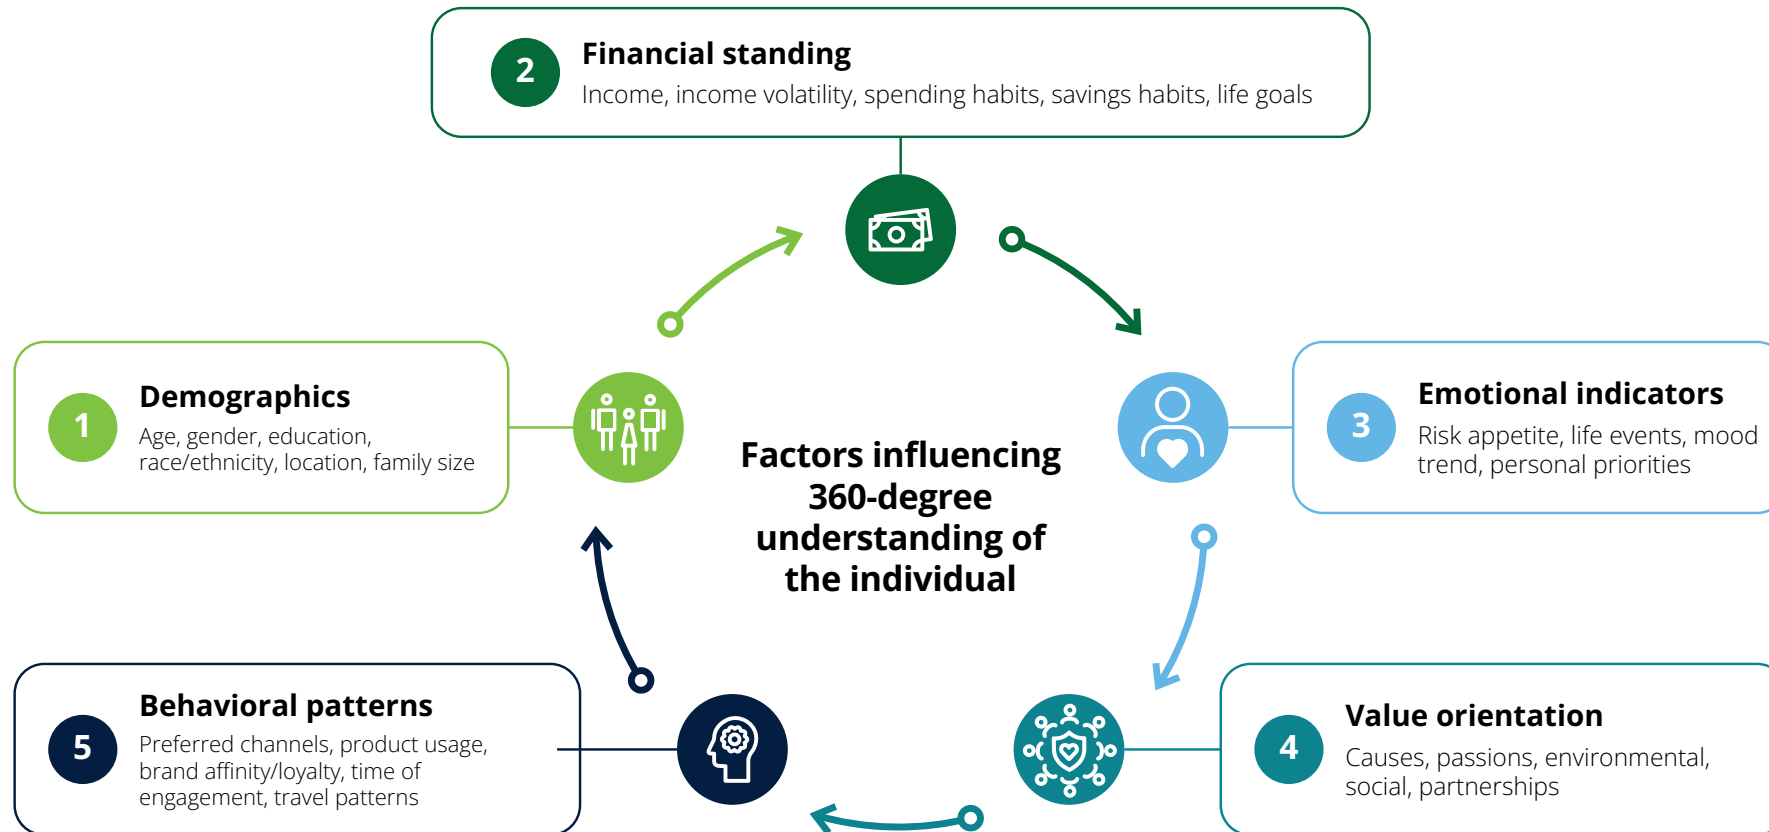 2
Financial standing
Income, income volatility, spending habits, savings habits, life goals
1
Demographics
Age, gender, education,
race/ethnicity, location, family size
Factors influencing
360-degree
understanding of
the individual
3
Emotional indicators
Risk appetite, life events, mood
trend, personal priorities
5
Behavioral patterns
Preferred channels, product usage,
brand affinity/loyalty, time of
engagement, travel patterns
4
Value orientation
Causes, passions, environmental,
social, partnerships